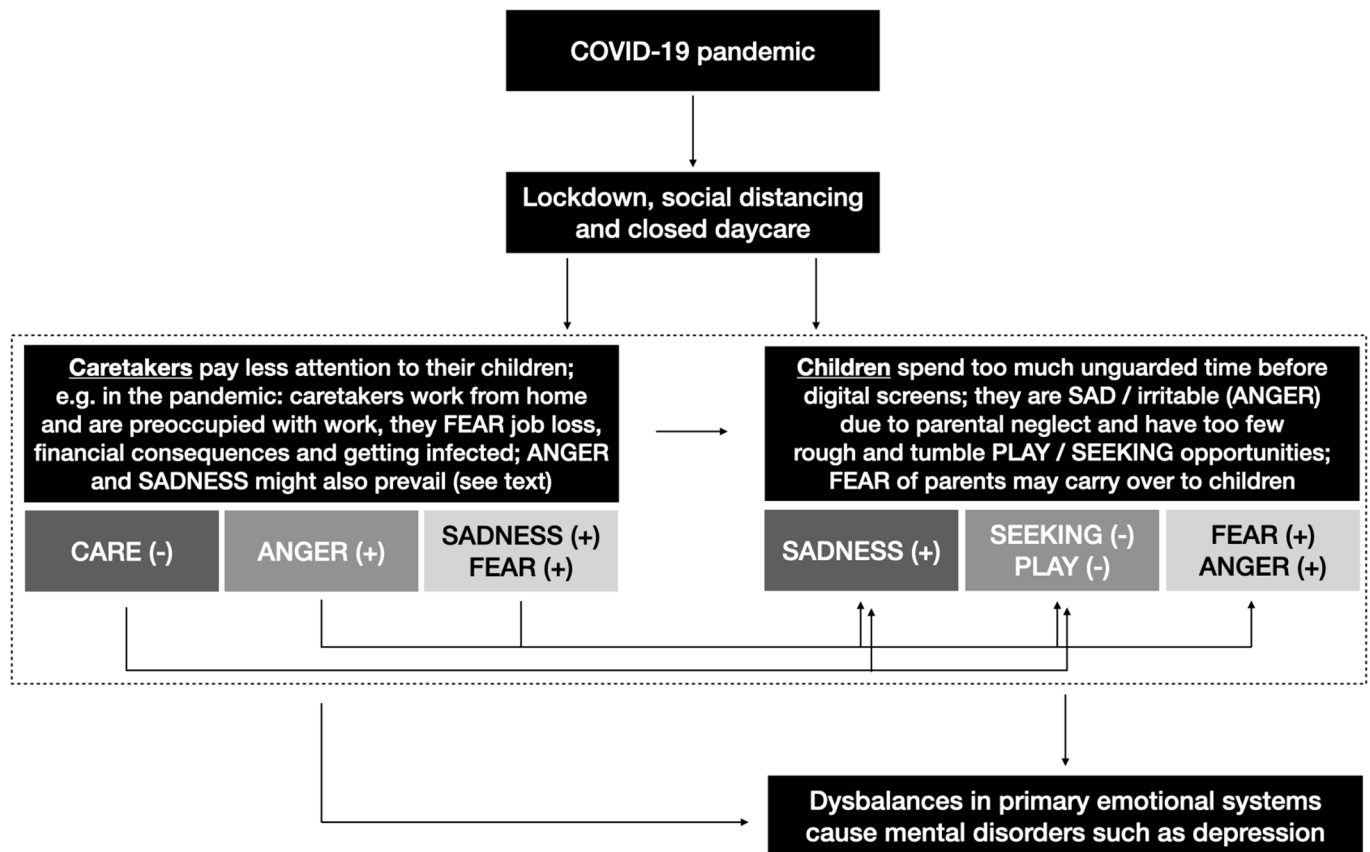 COVID-19 pandemic
Lockdown, social distancing
and closed daycare
Caretakers pay less attention to their children;
e.g. in the pandemic: caretakers work from home
and are preoccupied with work, they FEAR job loss,
financial consequences and getting infected; ANGER
and SADNESS might also prevail (see text)
CARE (-)
ANGER (+)
SADNESS (+)
FEAR (+)
Children spend too much unguarded time before
digital screens; they are SAD / irritable (ANGER)
due to parental neglect and have too few
rough and tumble PLAY / SEEKING opportunities;
FEAR of parents may carry over to children
SADNESS (+)
SEEKING (-)
PLAY (-)
FEAR (+)
ANGER (+)
Dysbalances in primary emotional systems
cause mental disorders such as depression